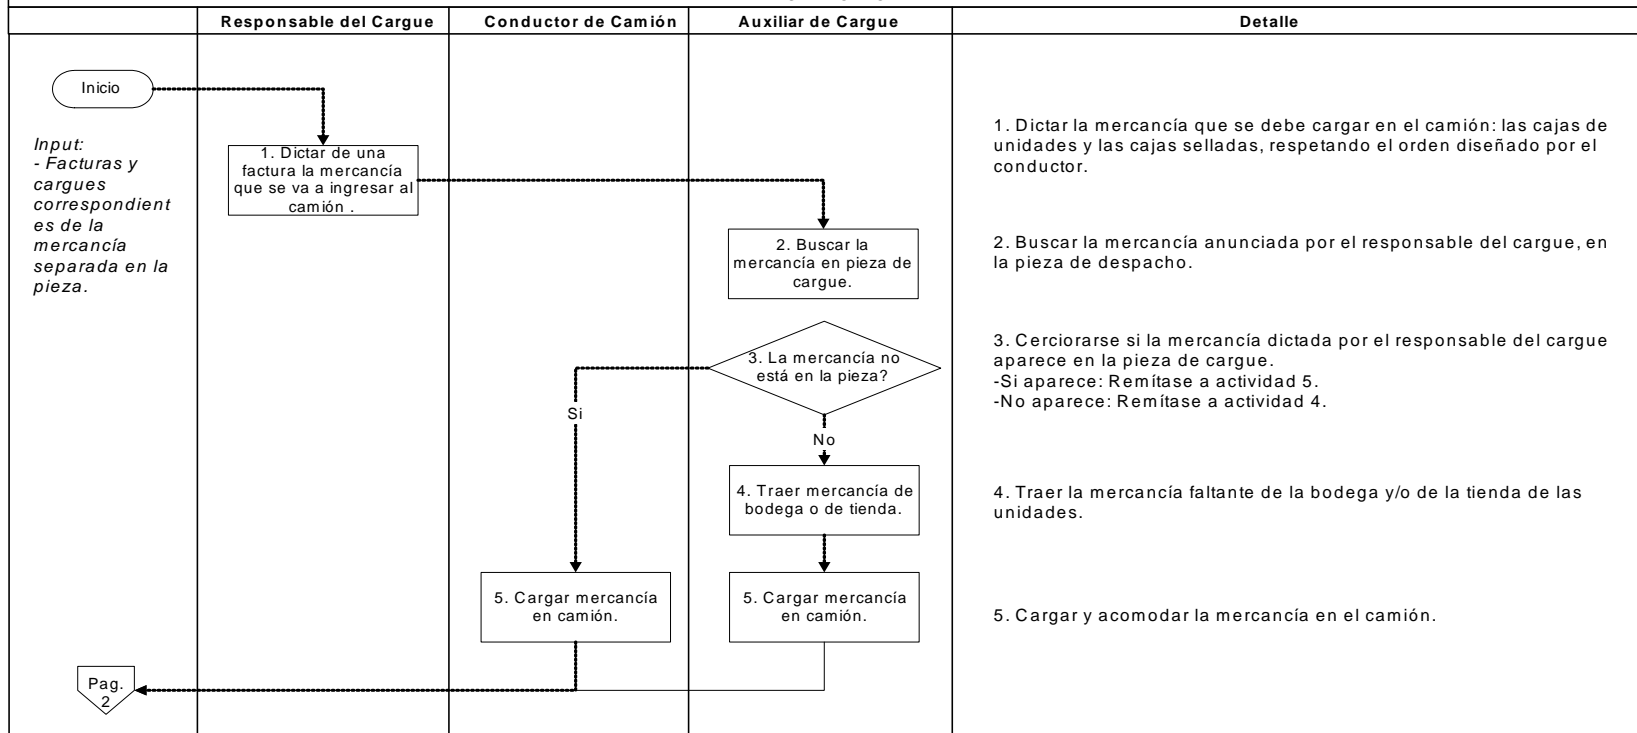 Responsable del Cargue
Conductor de Camión
Auxiliar de Cargue
Detalle
Inicio
Input:
- Facturas y
cargues
correspondient
es de la
mercancía
separada en la
pieza.
1. Dictar de una
factura la mercancía
que se va a ingresar al
camión .
2. Buscar la
mercancía en pieza de
cargue.
3. La mercancía no
está en la pieza?
Si
No
4. Traer mercancía de
bodega o de tienda.
5. Cargar mercancía
en camión.
5. Cargar mercancía
en camión.
Pag.
2
1. Dictar la mercancía que se debe cargar en el camión: las cajas de
unidades y las cajas selladas, respetando el orden diseñado por el
conductor.
2. Buscar la mercancía anunciada por el responsable del cargue, en
la pieza de despacho.
3. Cerciorarse si la mercancía dictada por el responsable del cargue
aparece en la pieza de cargue.
-Si aparece: Remítase a actividad 5.
-No aparece: Remítase a actividad 4.
4. Traer la mercancía faltante de la bodega y/o de la tienda de las
unidades.
5. Cargar y acomodar la mercancía en el camión.